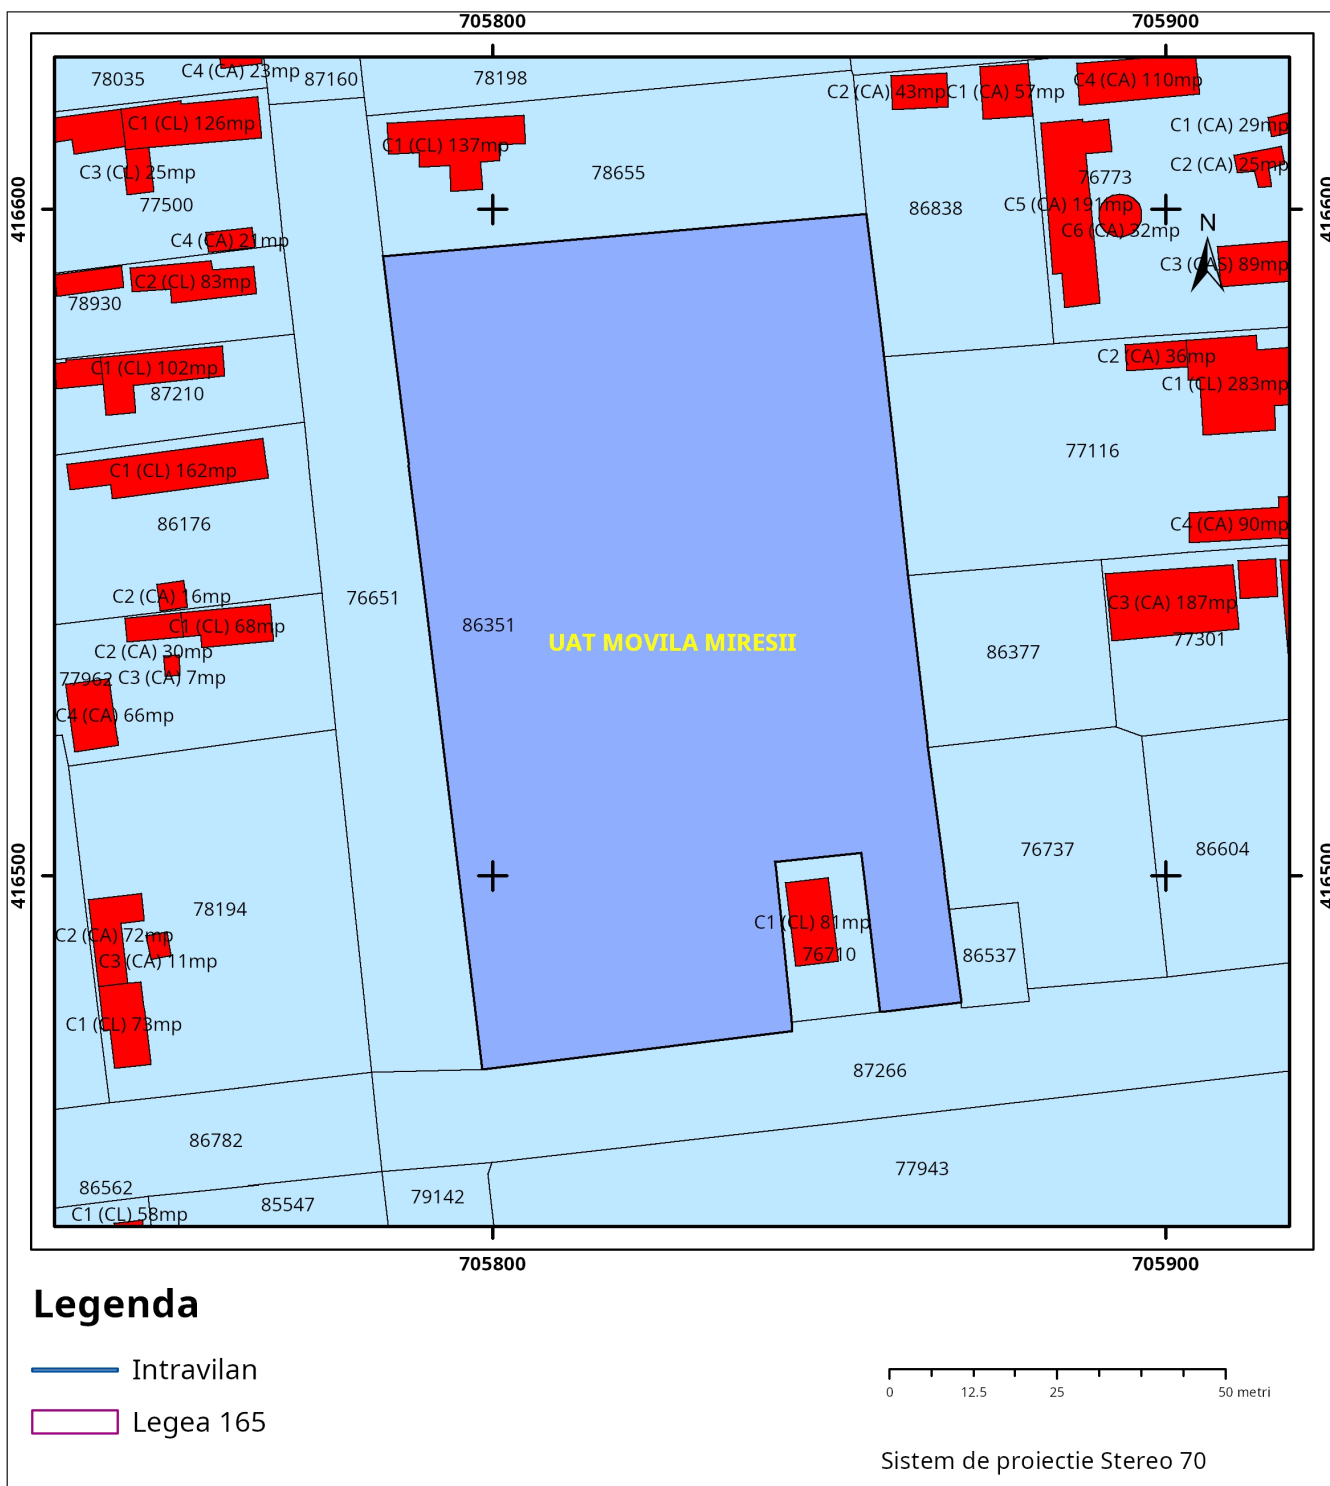 705800
705900
78035
C4 (CA) 23mp
87160
78198
C2 (CA) 43mp
C1 (CA) 57mp
C4 (CA) 110mp
C1 (CL) 126mp
C1 (CL) 137mp
C1 (CA) 29mp
C3 (CL) 25mp
78655
C2 (CA) 25mp
76773
77500
86838
C5 (CA) 191mp
416600
416600
C4 (CA) 21mp
C6 (CA) 32mp
N
C3 (CAS) 89mp
C2 (CL) 83mp
78930
C2 (CA) 36mp
C1 (CL) 102mp
C1 (CL) 283mp
87210
77116
C1 (CL) 162mp
86176
C4 (CA) 90mp
C2 (CA) 16mp
76651
C3 (CA) 187mp
C1 (CL) 68mp
86351
UAT MOVILA MIRESII
77301
C2 (CA) 30mp
86377
77962
C3 (CA) 7mp
C4 (CA) 66mp
76737
86604
416500
416500
78194
C1 (CL) 81mp
C2 (CA) 72mp
76710
86537
C3 (CA) 11mp
C1 (CL) 73mp
87266
86782
77943
86562
79142
85547
C1 (CL) 58mp
705800
705900
Legenda
Intravilan
Legea 165
0 12.5 25 50 metri
Sistem de proiectie Stereo 70